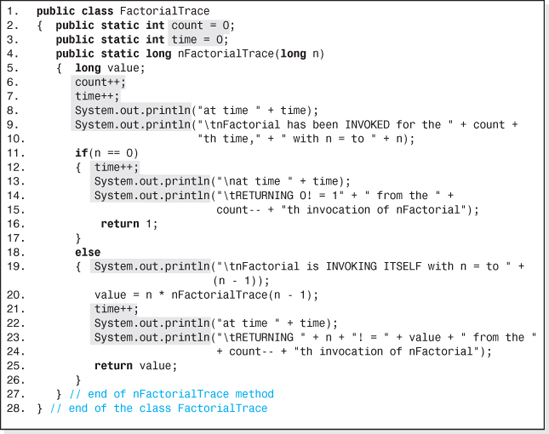 1. public class FactorialTrace
2. { public static int count = 0;
3. public static int time = 0;
4. public static long nFactorialTrace(long n)
5. { long value;
6. count++;
7. time++;
8. System.out.println("at time " + time);
9. System.out.println("\tnFactorial has been INVOKED for the " + count +
10. "th time," + " with n = to " + n);
11. if(n == 0)
12. { time++;
13. System.out.println("\nat time " + time);
14. System.out.println("\tRETURNING 0! = 1" + " from the " +
15. count-- + "th invocation of nFactorial");
16. return 1;
17. }
18. else
19. { System.out.println("\tnFactorial is INVOKING ITSELF with n = to " +
(n - 1));
20. value = n * nFactorialTrace(n - 1);
21. time++;
22. System.out.println("at time " + time);
23. System.out.println("\tRETURNING " + n + "! = " + value + " from the "
24. + count-- + "th invocation of nFactorial");
25. return value;
26. }
27. } // end of nFactorialTrace method
28. } // end of the class FactorialTrace